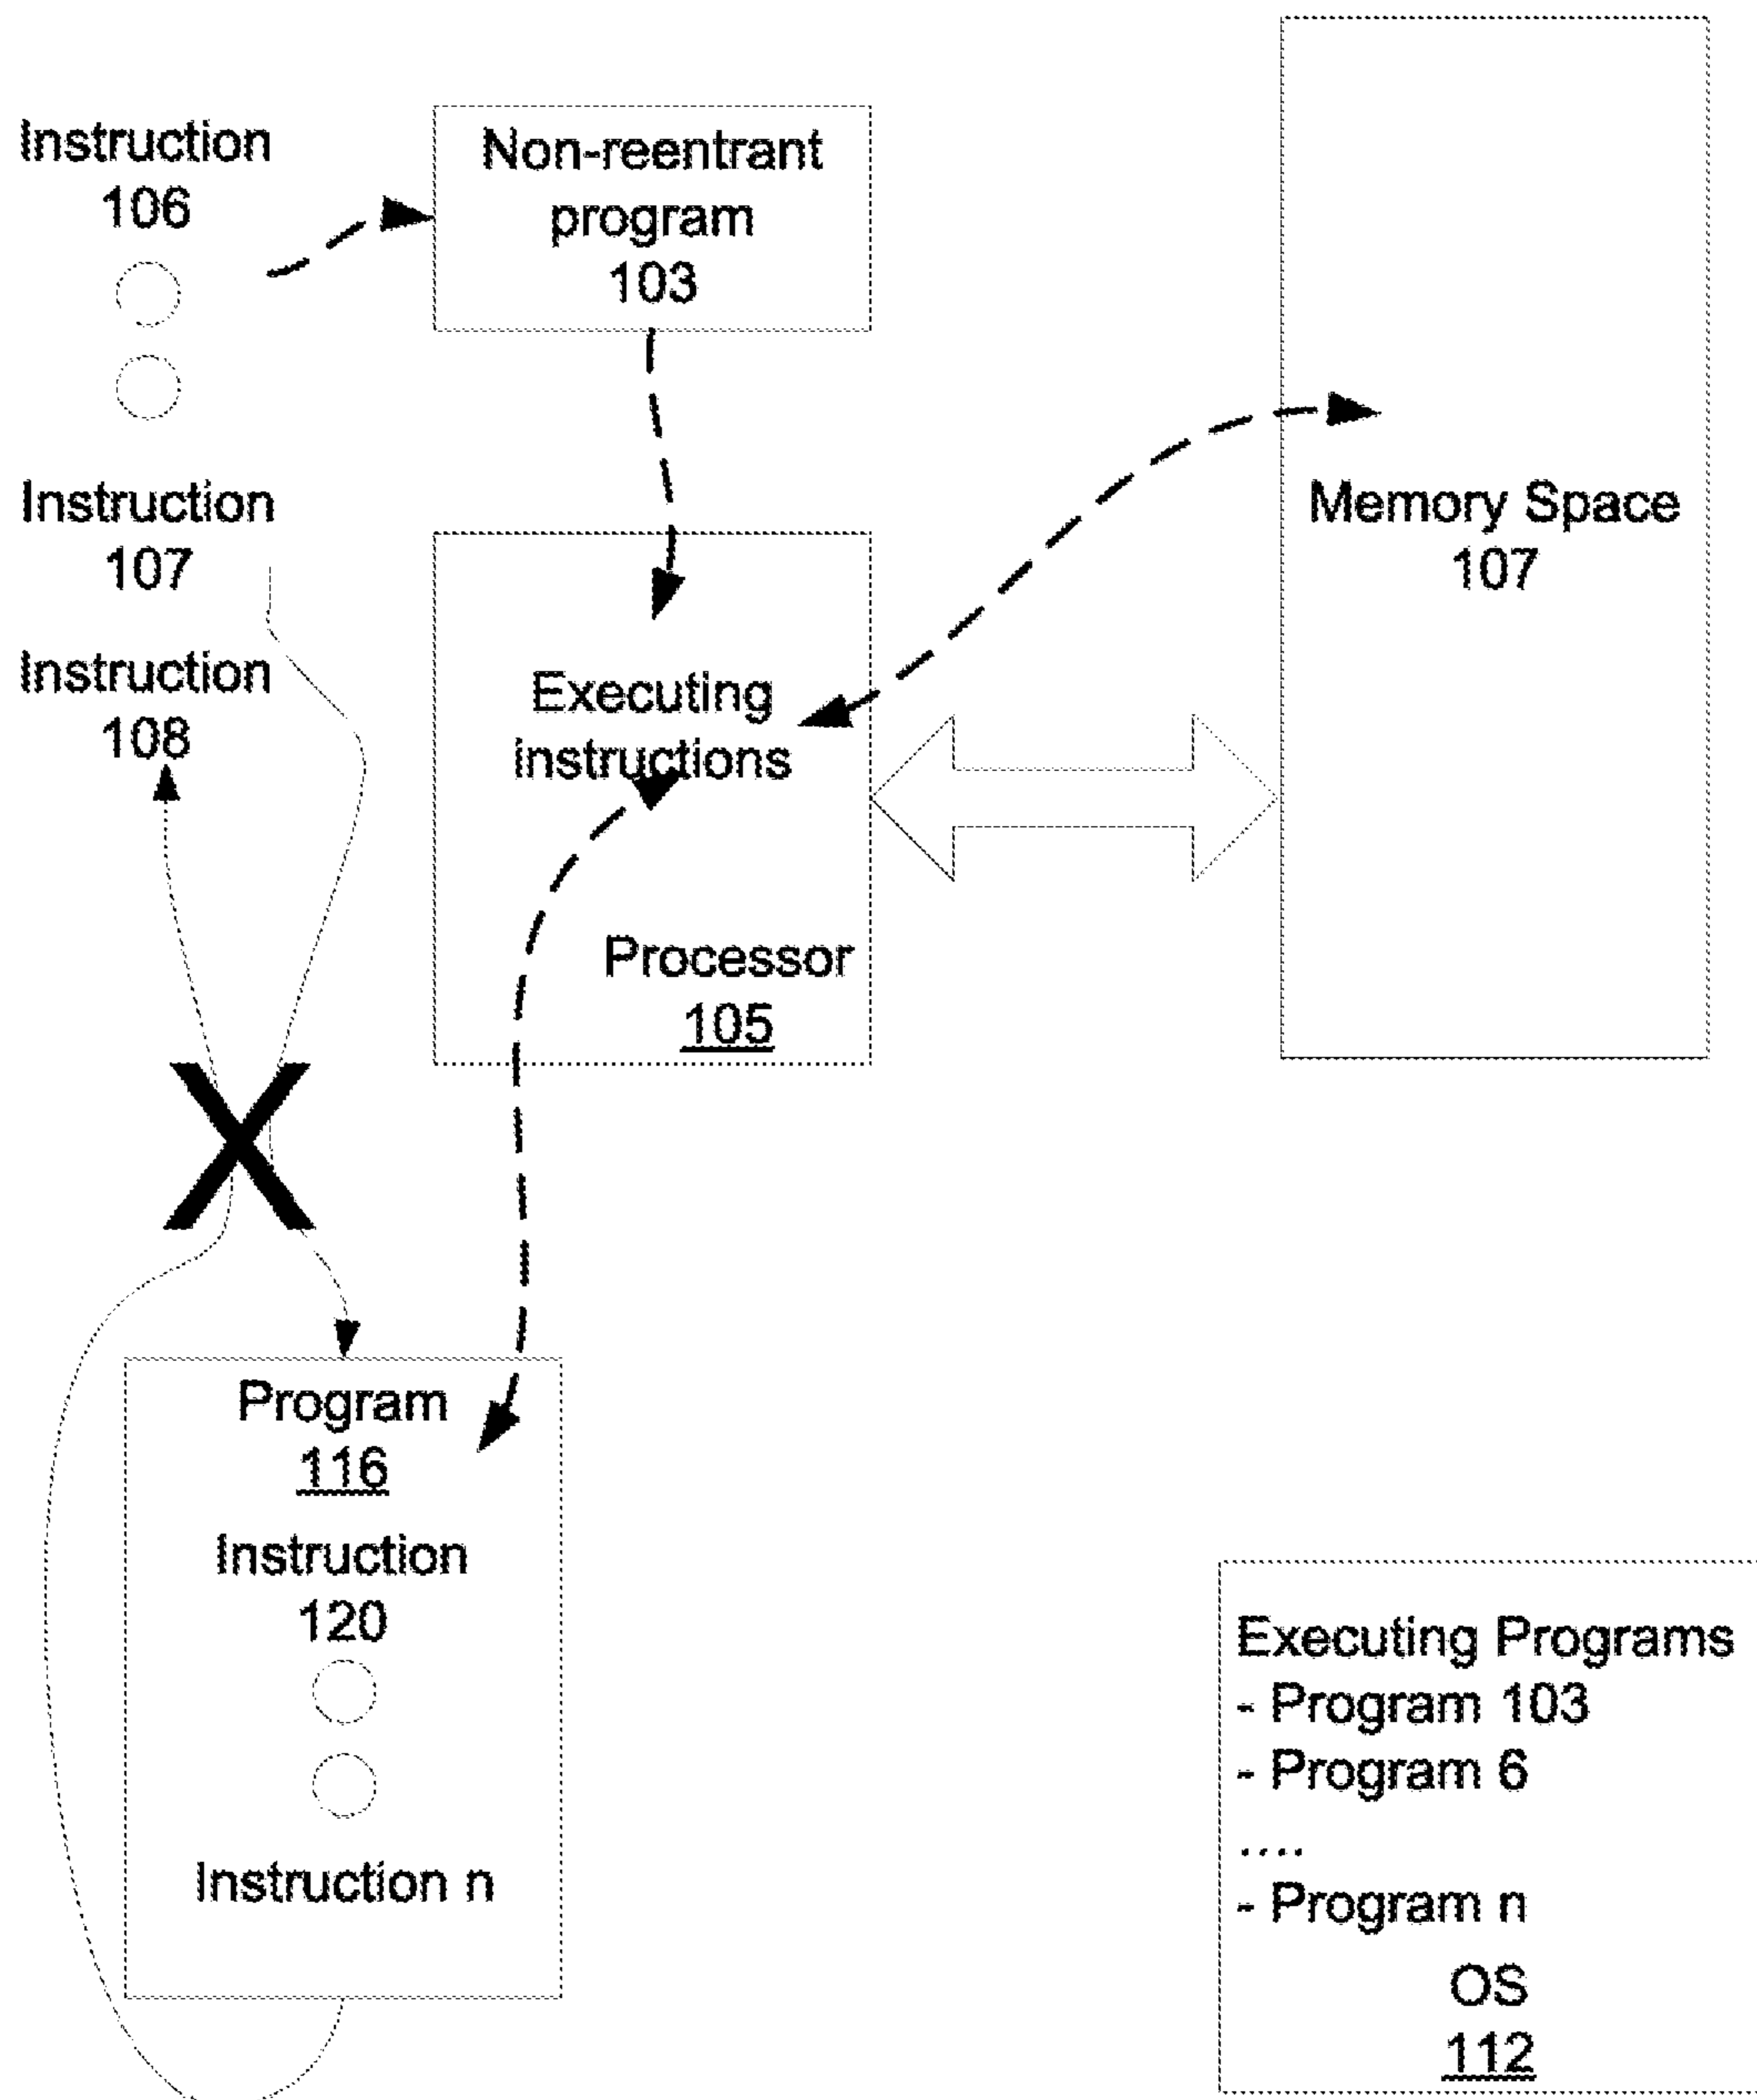 Instruction
106
Non-reentrant
program
103
Instruction
107
Instruction
108
Executing
instructions
Processor
105
Memory Space
107
X
Program
116
Instruction
120
Instruction n
Executing Programs
- Program 103
- Program 6
....
- Program n
OS
112